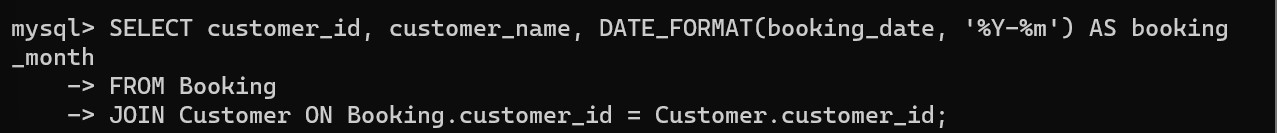 mysql> SELECT customer_id, customer_name, DATE_FORMAT(booking_date, '%Y-%m') AS booking
_month
    -> FROM Booking
    -> JOIN Customer ON Booking.customer_id = Customer.customer_id;